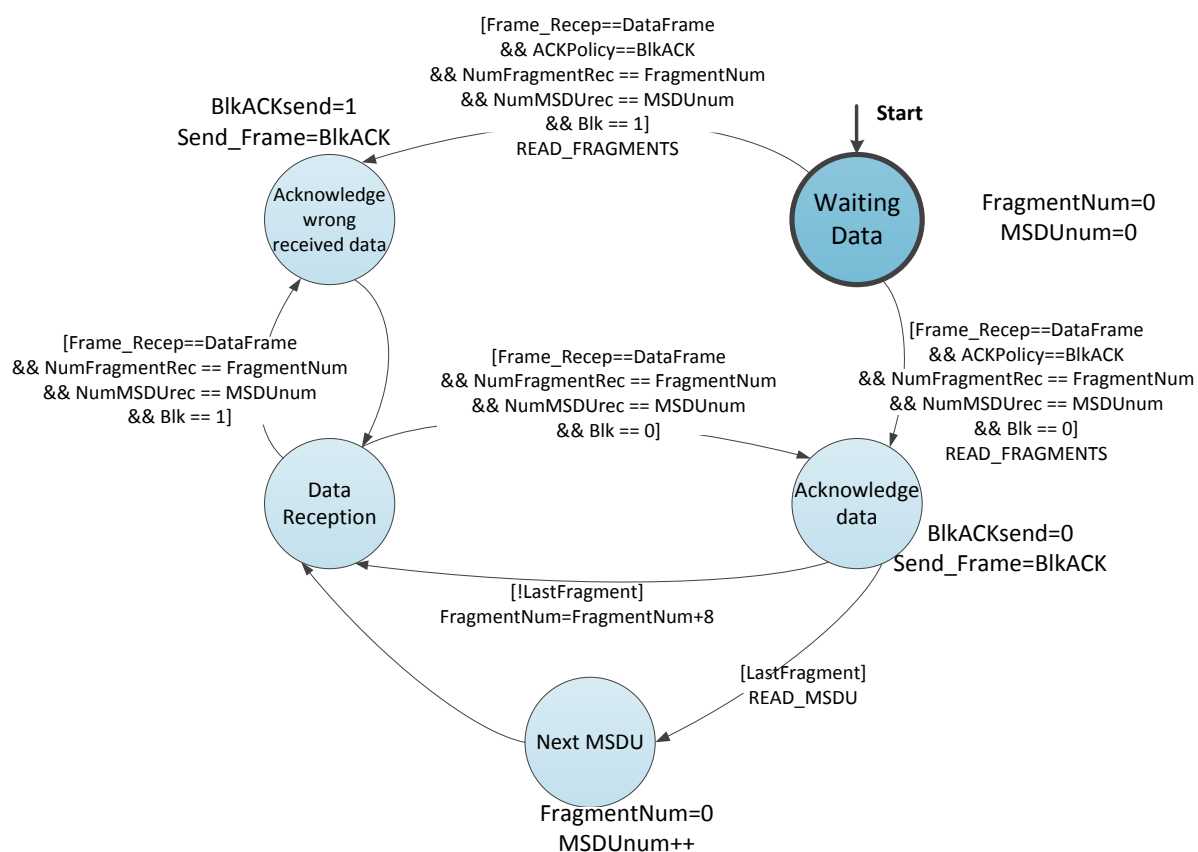 [Frame_Recep==DataFrame
&& ACKPolicy==BlkACK
&& NumFragmentRec == FragmentNum
&& NumMSDUrec == MSDUnum
&& Blk == 1]
READ_FRAGMENTS
BlkACKsend=1
Send_Frame=BlkACK
Start
Acknowledge
wrong
received data
Waiting
Data
FragmentNum=0
MSDUnum=0
[Frame_Recep==DataFrame
&& NumFragmentRec == FragmentNum
&& NumMSDUrec == MSDUnum
&& Blk == 1]
[Frame_Recep==DataFrame
&& NumFragmentRec == FragmentNum
&& NumMSDUrec == MSDUnum
&& Blk == 0]
[Frame_Recep==DataFrame
&& ACKPolicy==BlkACK
&& NumFragmentRec == FragmentNum
&& NumMSDUrec == MSDUnum
&& Blk == 0]
READ_FRAGMENTS
Data
Reception
Acknowledge
data
BlkACKsend=0
Send_Frame=BlkACK
[!LastFragment]
FragmentNum=FragmentNum+8
[LastFragment]
READ_MSDU
Next MSDU
FragmentNum=0
MSDUnum++